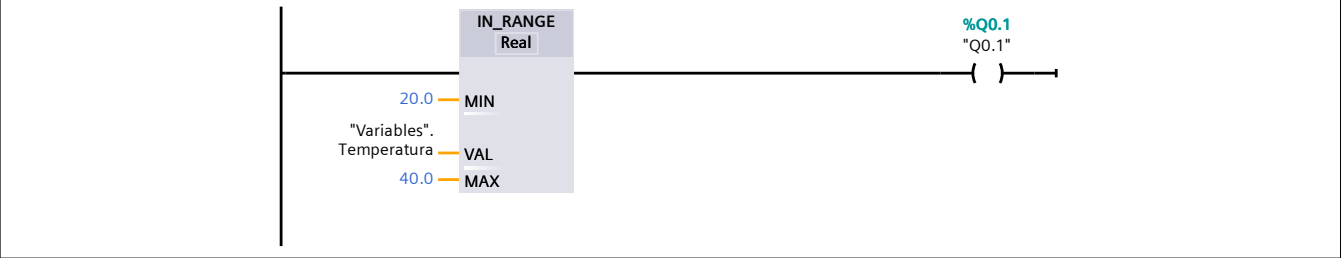 IN_RANGE
Real
%Q0.1
"Q0.1"
20.0
MIN
"Variables".
Temperatura
VAL
40.0
MAX